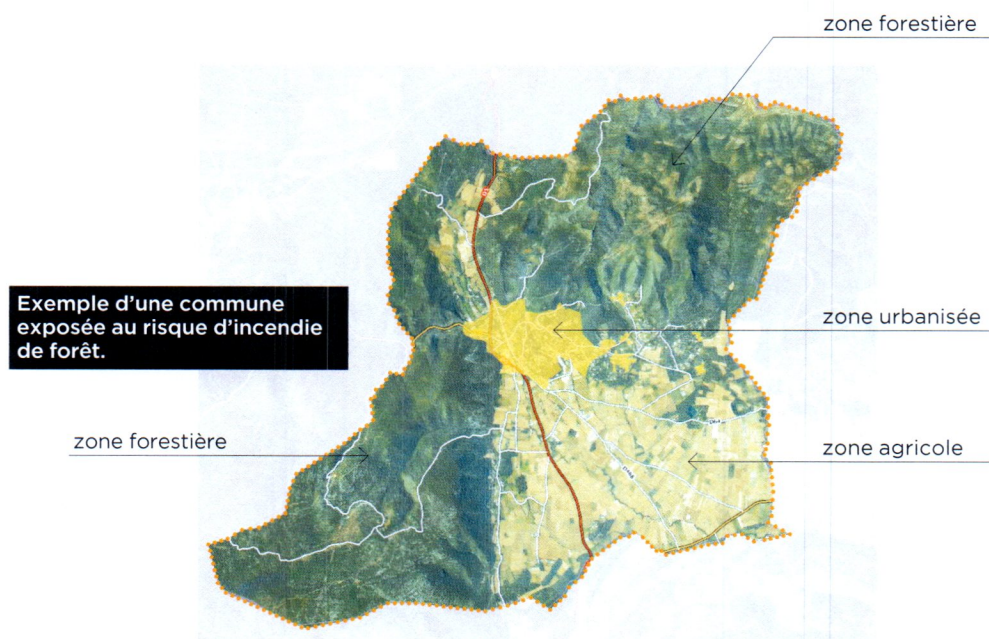 zone forestière
Exemple d'une commune
exposée au risque d'incendie
de forêt.
zone urbanisée
zone forestière
zone agricole